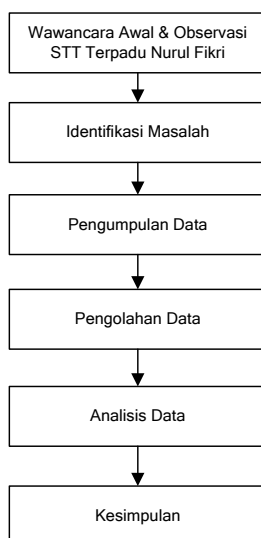 Wawancara Awal & Observasi
STT Terpadu Nurul Fikri
Identifikasi Masalah
Pengumpulan Data
Pengolahan Data
Analisis Data
Kesimpulan